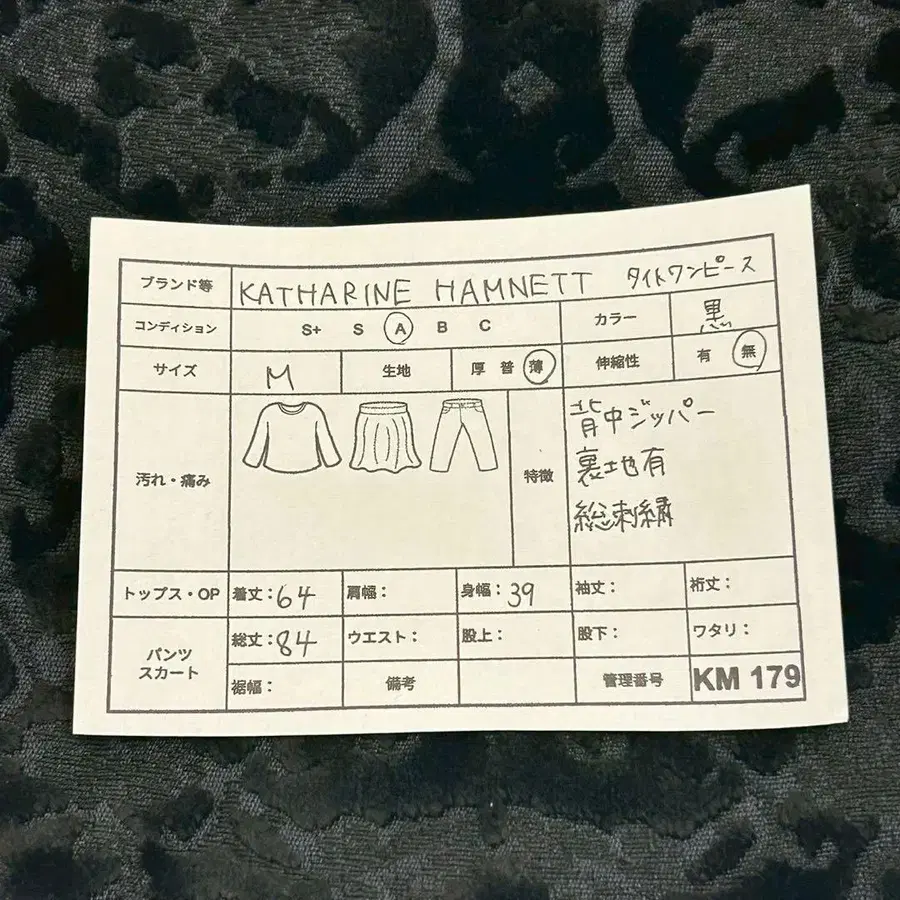 ブランド等 KATHARINE HAMNETT タイトワンピース
コンディション S+ S A B C カラー 黒
サイズ M 生地 厚 普 薄 伸縮性 有 無
汚れ・痛み 特徴
背中ジッパー
裏地有
総刺繍
トップス・OP 着丈:64 肩幅: 身幅:39 袖丈: 裄丈:
パンツ スカート 総丈:84 ウエスト: 股上: 股下: ワタリ:
裾幅: 備考 管理番号 KM 179